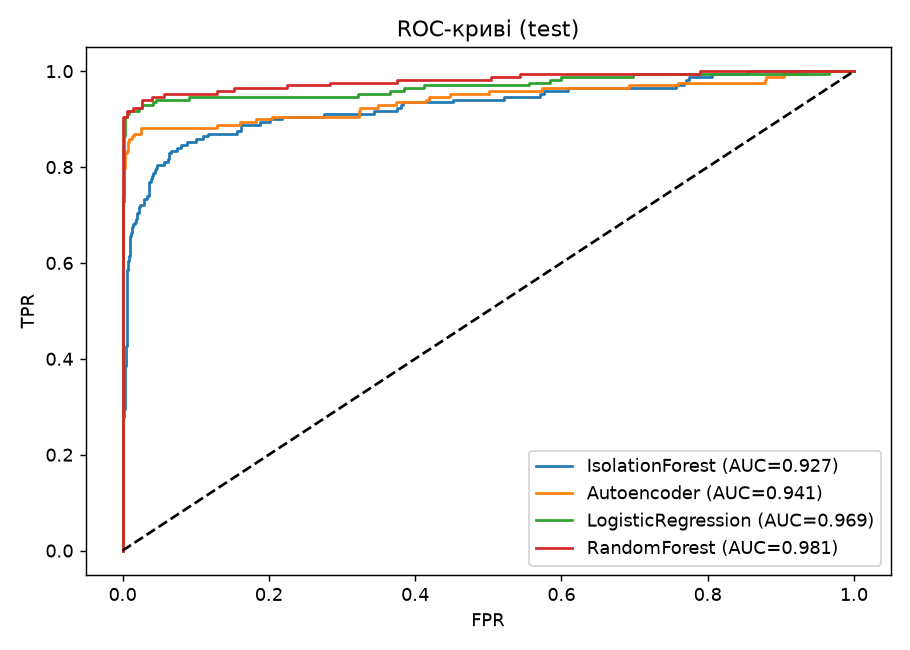 ROC-криві (test)
1.0
0.8
0.6
0.4
0.2
0.0
TPR
IsolationForest (AUC=0.927)
Autoencoder (AUC=0.941)
LogisticRegression (AUC=0.969)
RandomForest (AUC=0.981)
0.0 0.2 0.4 0.6 0.8 1.0
FPR